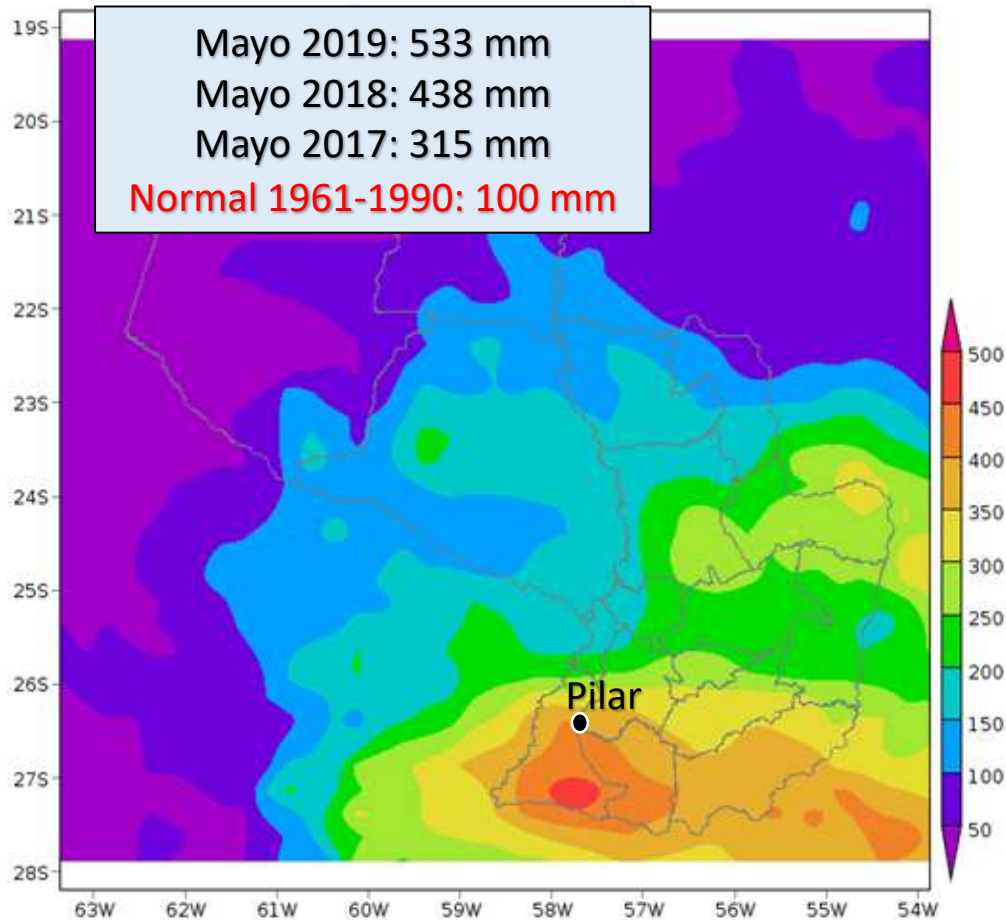 Mayo 2019: 533 mm
Mayo 2018: 438 mm
Mayo 2017: 315 mm
Normal 1961-1990: 100 mm
19S
20S
21S
22S
23S
24S
25S
26S
27S
28S
Pilar
500
450
400
350
300
250
200
150
100
50
63W 62W 61W 60W 59W 58W 57W 56W 55W 54W